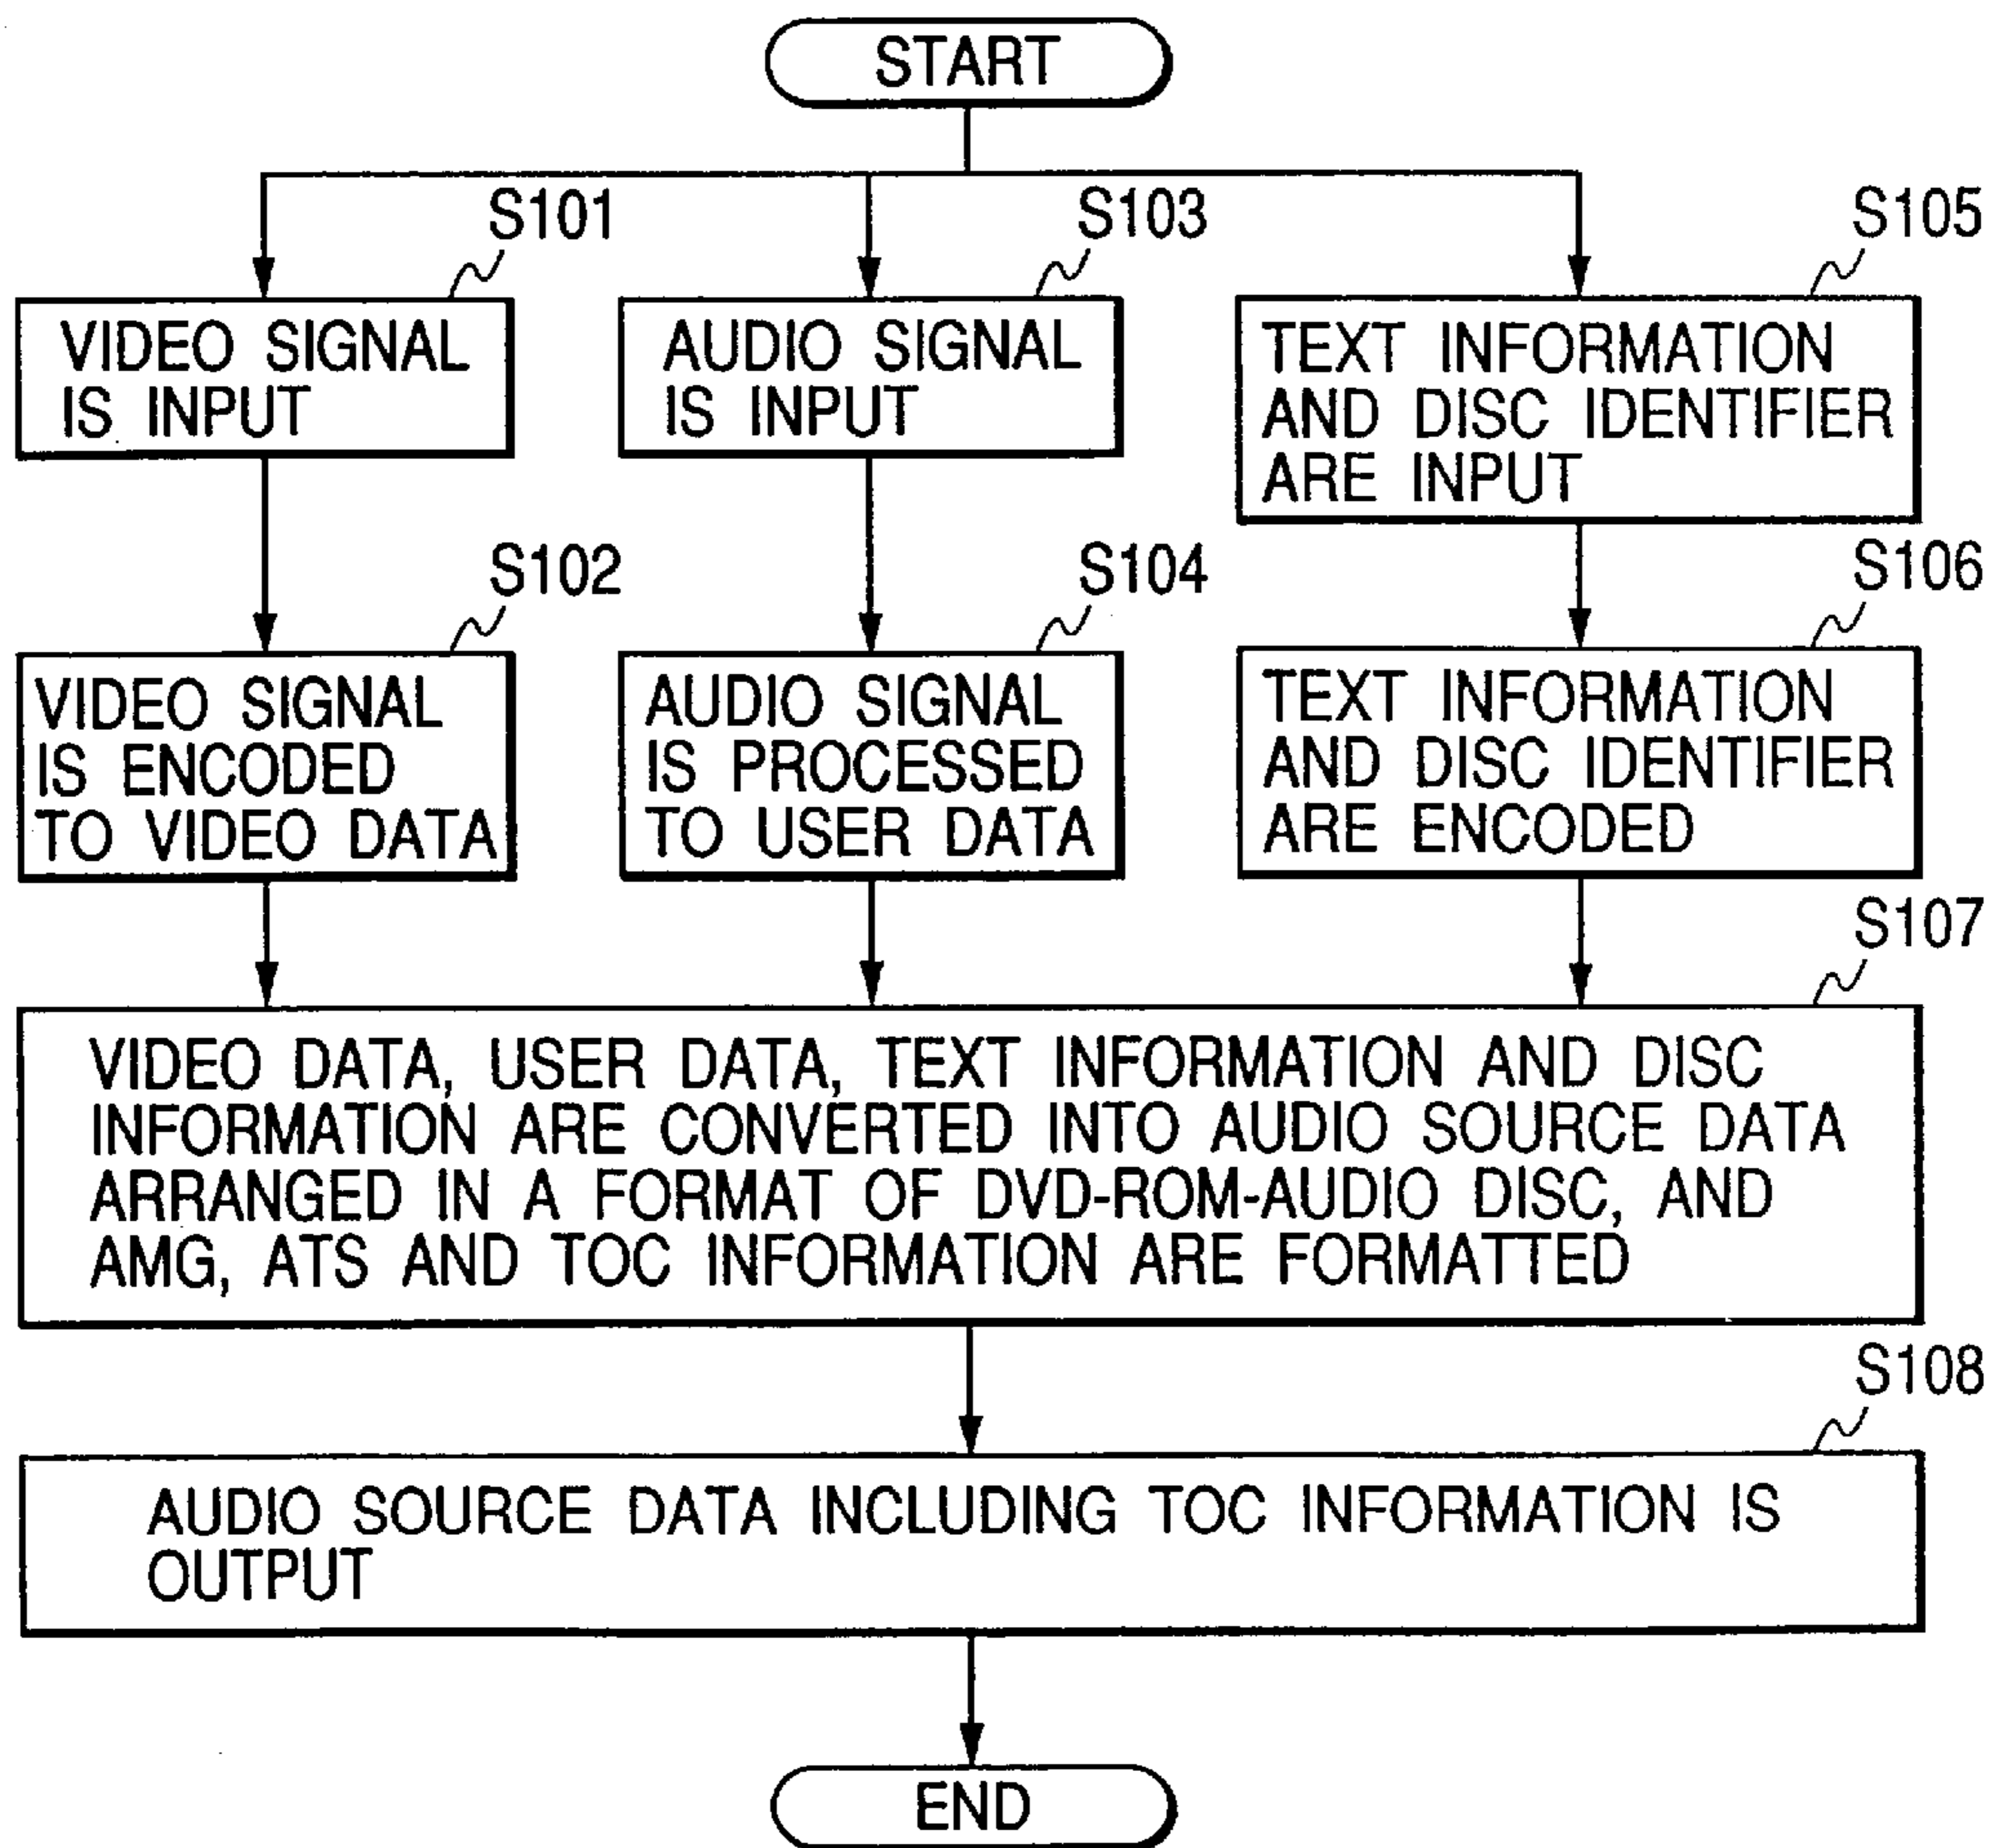 START
S101
VIDEO SIGNAL
IS INPUT
S103
AUDIO SIGNAL
IS INPUT
S105
TEXT INFORMATION
AND DISC IDENTIFIER
ARE INPUT
S102
VIDEO SIGNAL
IS ENCODED
TO VIDEO DATA
S104
AUDIO SIGNAL
IS PROCESSED
TO USER DATA
S106
TEXT INFORMATION
AND DISC IDENTIFIER
ARE ENCODED
S107
VIDEO DATA, USER DATA, TEXT INFORMATION AND DISC
INFORMATION ARE CONVERTED INTO AUDIO SOURCE DATA
ARRANGED IN A FORMAT OF DVD-ROM-AUDIO DISC, AND
AMG, ATS AND TOC INFORMATION ARE FORMATTED
S108
AUDIO SOURCE DATA INCLUDING TOC INFORMATION IS
OUTPUT
END